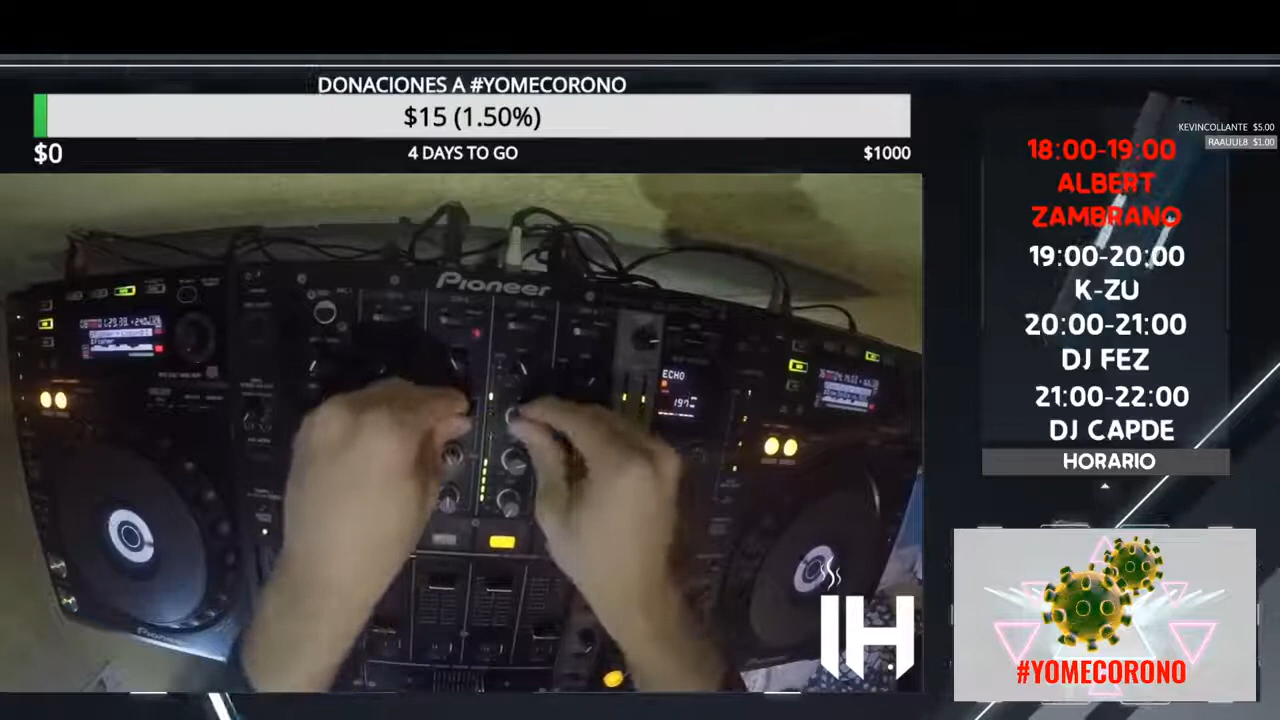 DONACIONES A #YOMECORONO
$15 (1.50%)
$0
4 DAYS TO GO
$1000
KEVINCOLLANTE $5.00
RAAUUL8 $1.00
18:00-19:00
ALBERT
ZAMBRANO
19:00-20:00
K-ZU
20:00-21:00
DJ FEZ
21:00-22:00
DJ CAPDE
HORARIO
Pioneer
ECHO
197
Pioneer
IH
#YOMECORONO